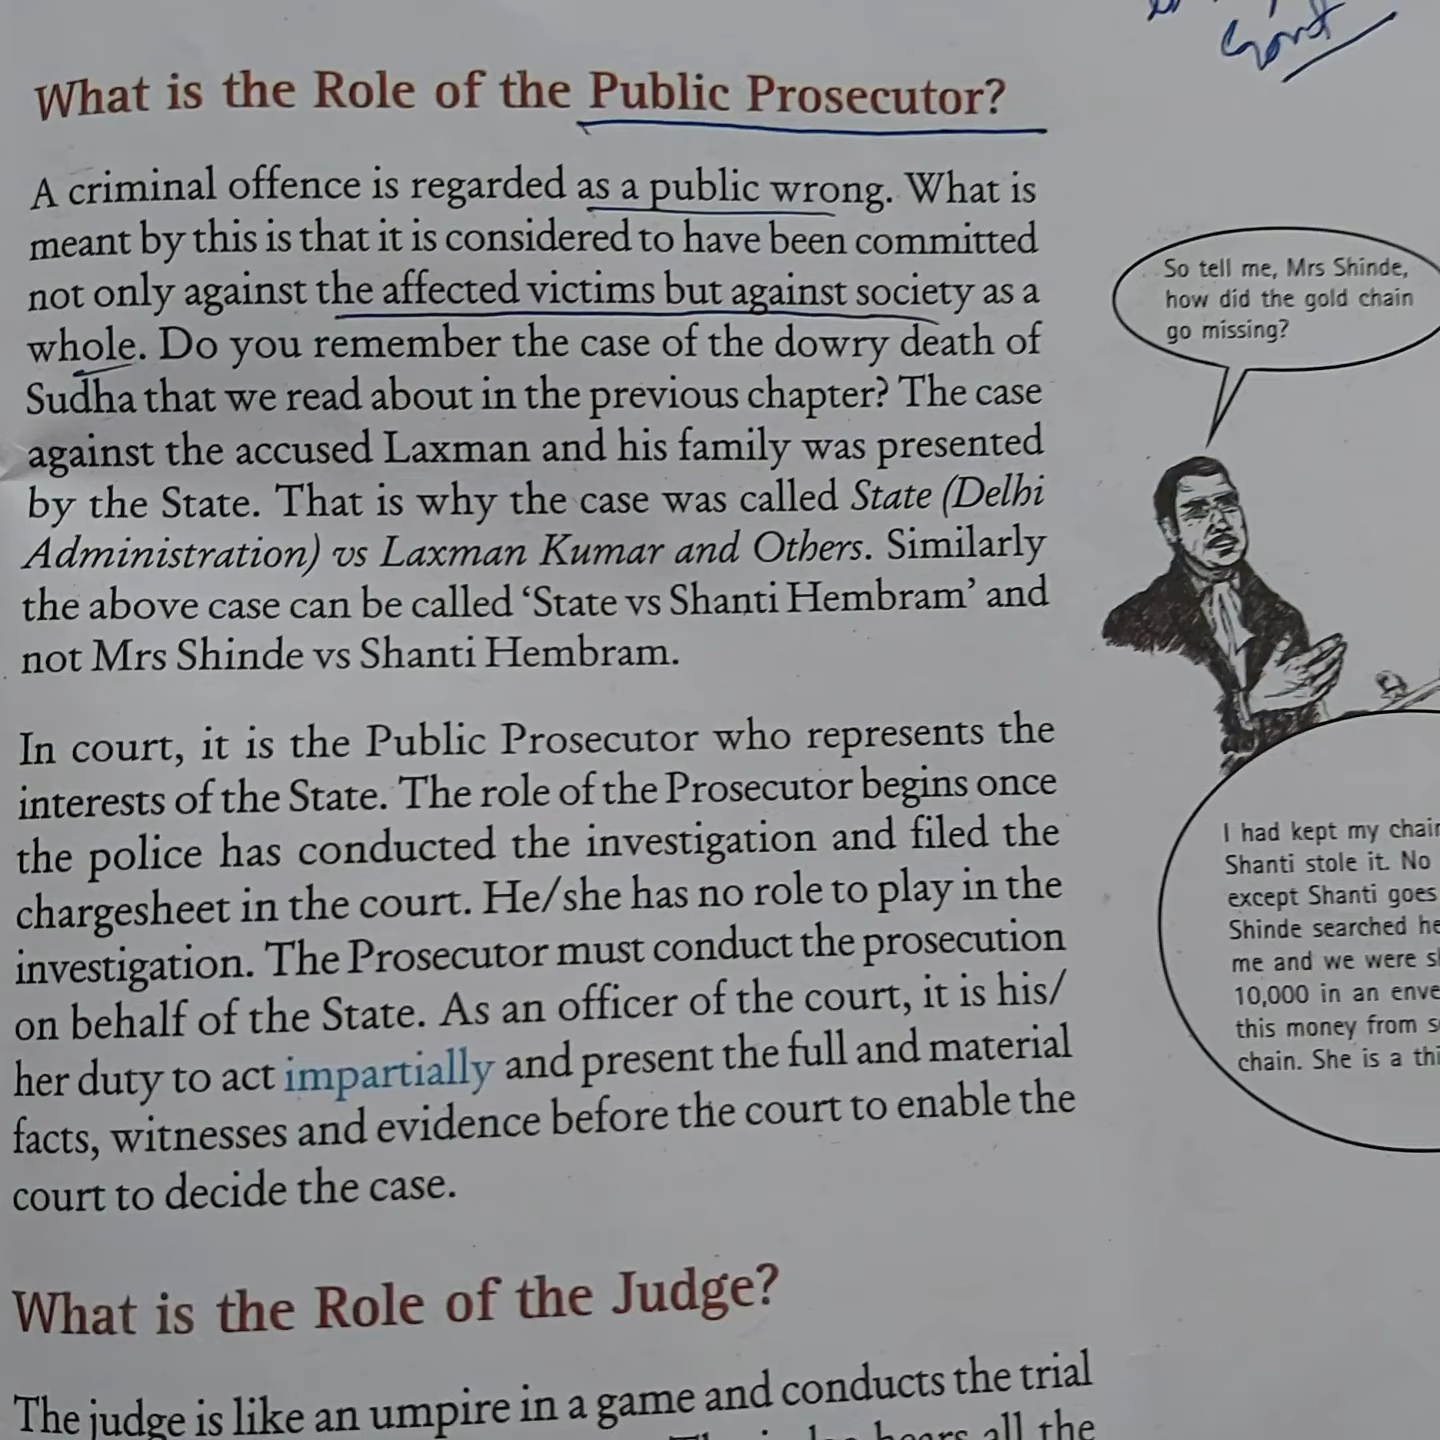 Govt
What is the Role of the Public Prosecutor?
A criminal offence is regarded as a public wrong. What is
meant by this is that it is considered to have been committed
not only against the affected victims but against society as a
whole. Do you remember the case of the dowry death of
Sudha that we read about in the previous chapter? The case
against the accused Laxman and his family was presented
by the State. That is why the case was called State (Delhi
Administration) vs Laxman Kumar and Others. Similarly
the above case can be called ‘State vs Shanti Hembram’ and
not Mrs Shinde vs Shanti Hembram.
In court, it is the Public Prosecutor who represents the
interests of the State. The role of the Prosecutor begins once
the police has conducted the investigation and filed the
chargesheet in the court. He/she has no role to play in the
investigation. The Prosecutor must conduct the prosecution
on behalf of the State. As an officer of the court, it is his/
her duty to act impartially and present the full and material
facts, witnesses and evidence before the court to enable the
court to decide the case.
What is the Role of the Judge?
The judge is like an umpire in a game and conducts the trial
hears all the
So tell me, Mrs Shinde,
how did the gold chain
go missing?
I had kept my chain
Shanti stole it. No
except Shanti goes
Shinde searched he
me and we were s
10,000 in an enve
this money from s
chain. She is a thi